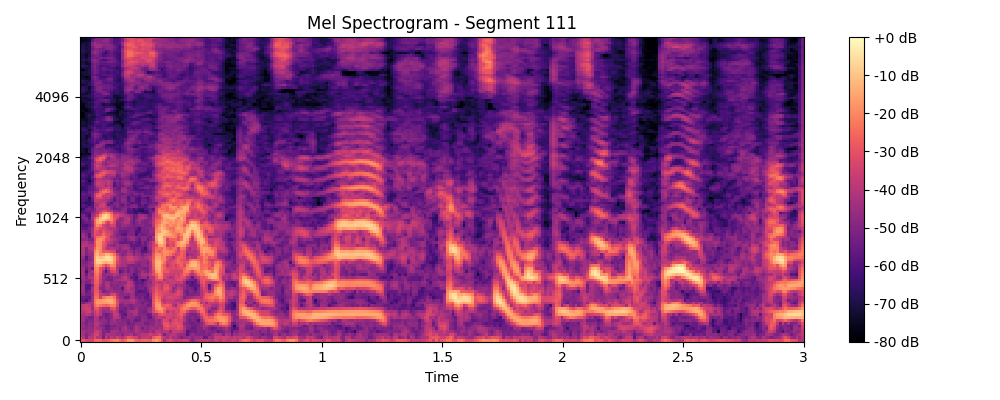 Mel Spectrogram - Segment 111
+0 dB
-10 dB
-20 dB
-30 dB
-40 dB
-50 dB
-60 dB
-70 dB
-80 dB
Frequency
4096
2048
1024
512
0
0 0.5 1 1.5 2 2.5 3
Time